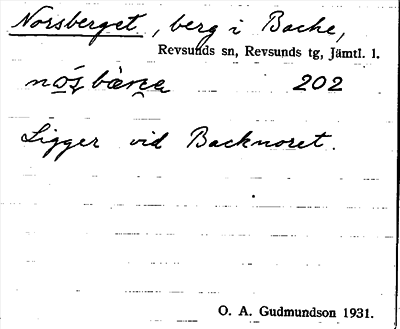 Norsberget, berg i Backe,
Revsunds sn, Revsunds tg, Jämtl. l.
202
Ligger vid Backnoret.
O. A. Gudmundson 1931.